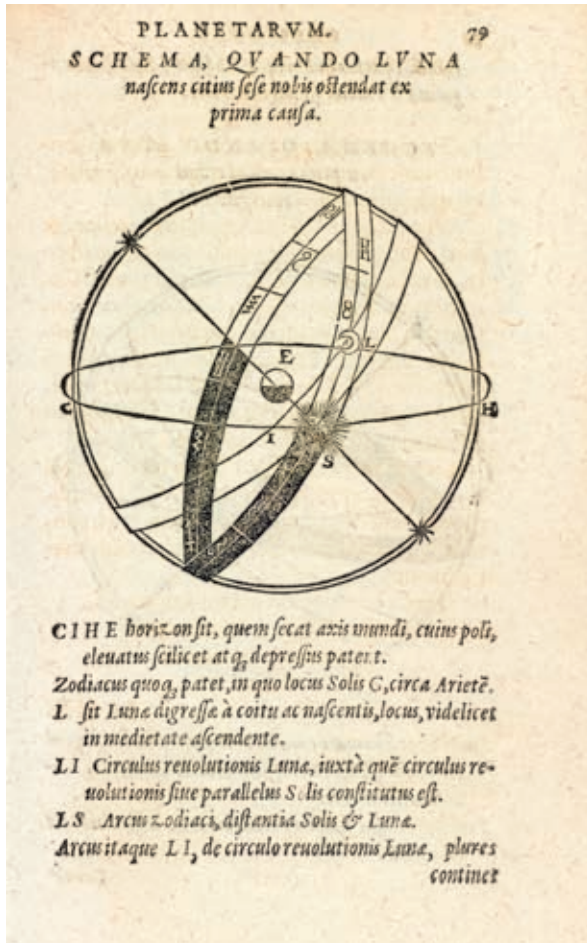 PLANETARVM. 79
SCHEMA, QVANDO LVNA
naſcens citius ſeſe nobis oſtendat ex
prima cauſa.
E
L
C
H
I
S
CIHE horizon ſit, quem ſecat axis mundi, cuius poli,
eleuatus ſcilicet atq; depreſſus patent.
Zodiacus quoq; patet, in quo locus Solis G, circa Arietē.
L ſit Lunæ digreſſæ à coitu ac naſcentis, locus, videlicet
in medietate aſcendente.
LI Circulus reuolutionis Lunæ, iuxtà quē circulus re-
uolutionis ſiue parallelus Solis conſtitutus eſt.
LS Arcus zodiaci, diſtantia Solis & Lunæ.
Arcus itaque LI, de circulo reuolutionis Lunæ, plures
continet